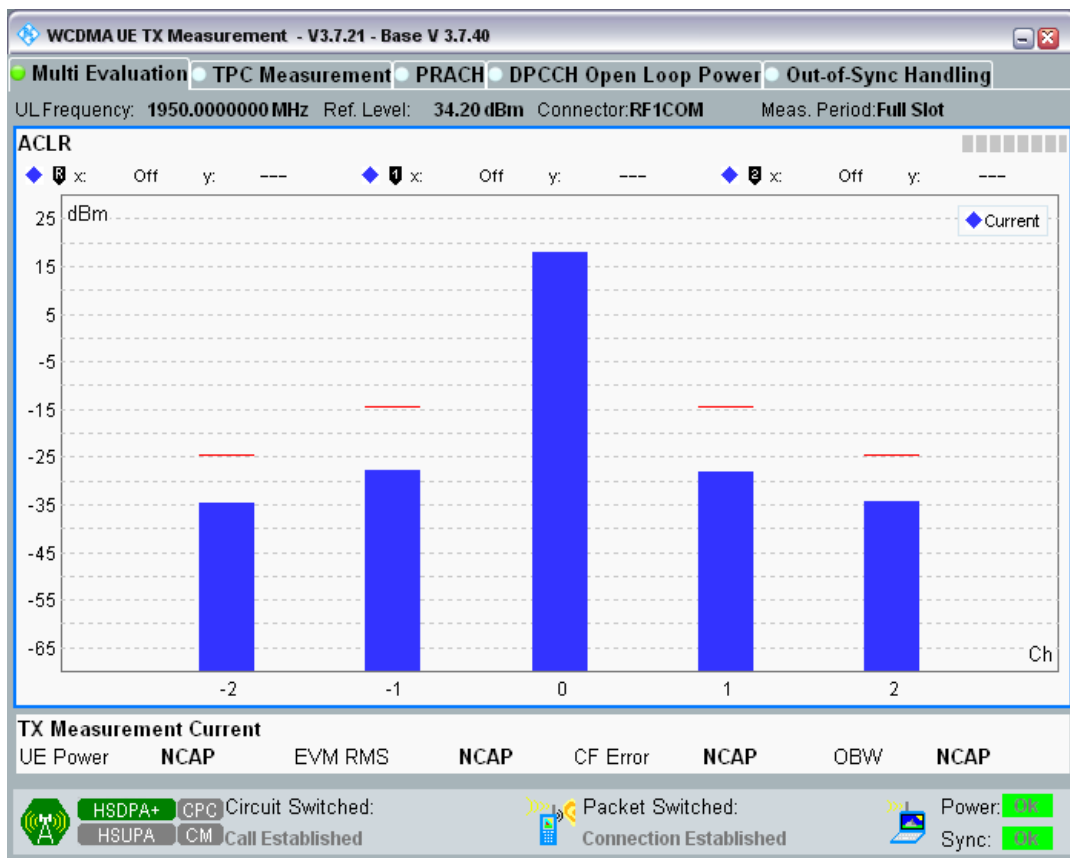 WCDMA UE TX Measurement - V3.7.21 - Base V 3.7.40
Multi Evaluation TPC Measurement PRACH DPCCH Open Loop Power Out-of-Sync Handling
UL Frequency: 1950.0000000 MHz Ref. Level: 34.20 dBm Connector:RF1COM Meas. Period:Full Slot
ACLR
R x: Off y: --- 1 x: Off y: --- 2 x: Off y: ---
dBm
Current
25
15
5
-5
-15
-25
-35
-45
-55
-65
Ch
-2 -1 0 1 2
TX Measurement Current
UE Power NCAP EVM RMS NCAP CF Error NCAP OBW NCAP
HSDPA+ CPC Circuit Switched: Packet Switched: Power: Ok
HSUPA CM Call Established Connection Established Sync: Ok